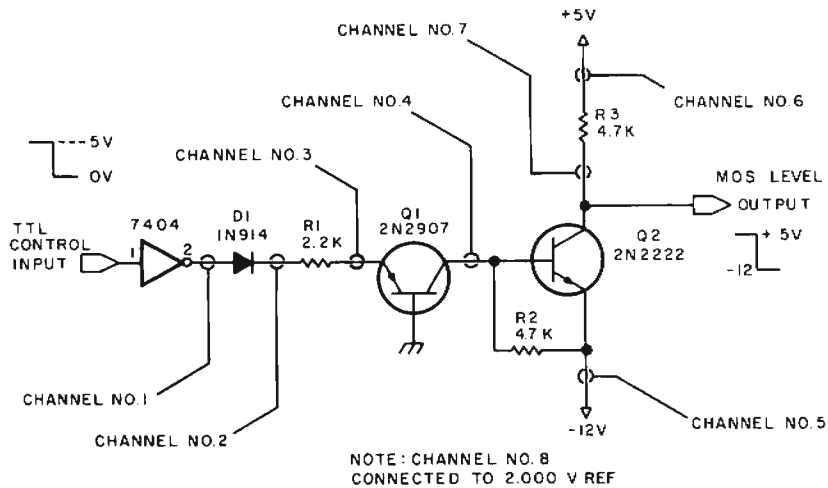 +5V
CHANNEL NO.7
CHANNEL NO.4
CHANNEL NO.6
R3
4.7K
5V
0V
CHANNEL NO.3
MOS LEVEL
OUTPUT
7404
D1
1N914
R1
2.2K
Q1
2N2907
TTL
CONTROL
INPUT
1
2
Q2
2N2222
+ 5V
-12
R2
4.7K
CHANNEL NO.1
CHANNEL NO.2
-12V
CHANNEL NO.5
NOTE: CHANNEL NO. 8
CONNECTED TO 2.000 V REF